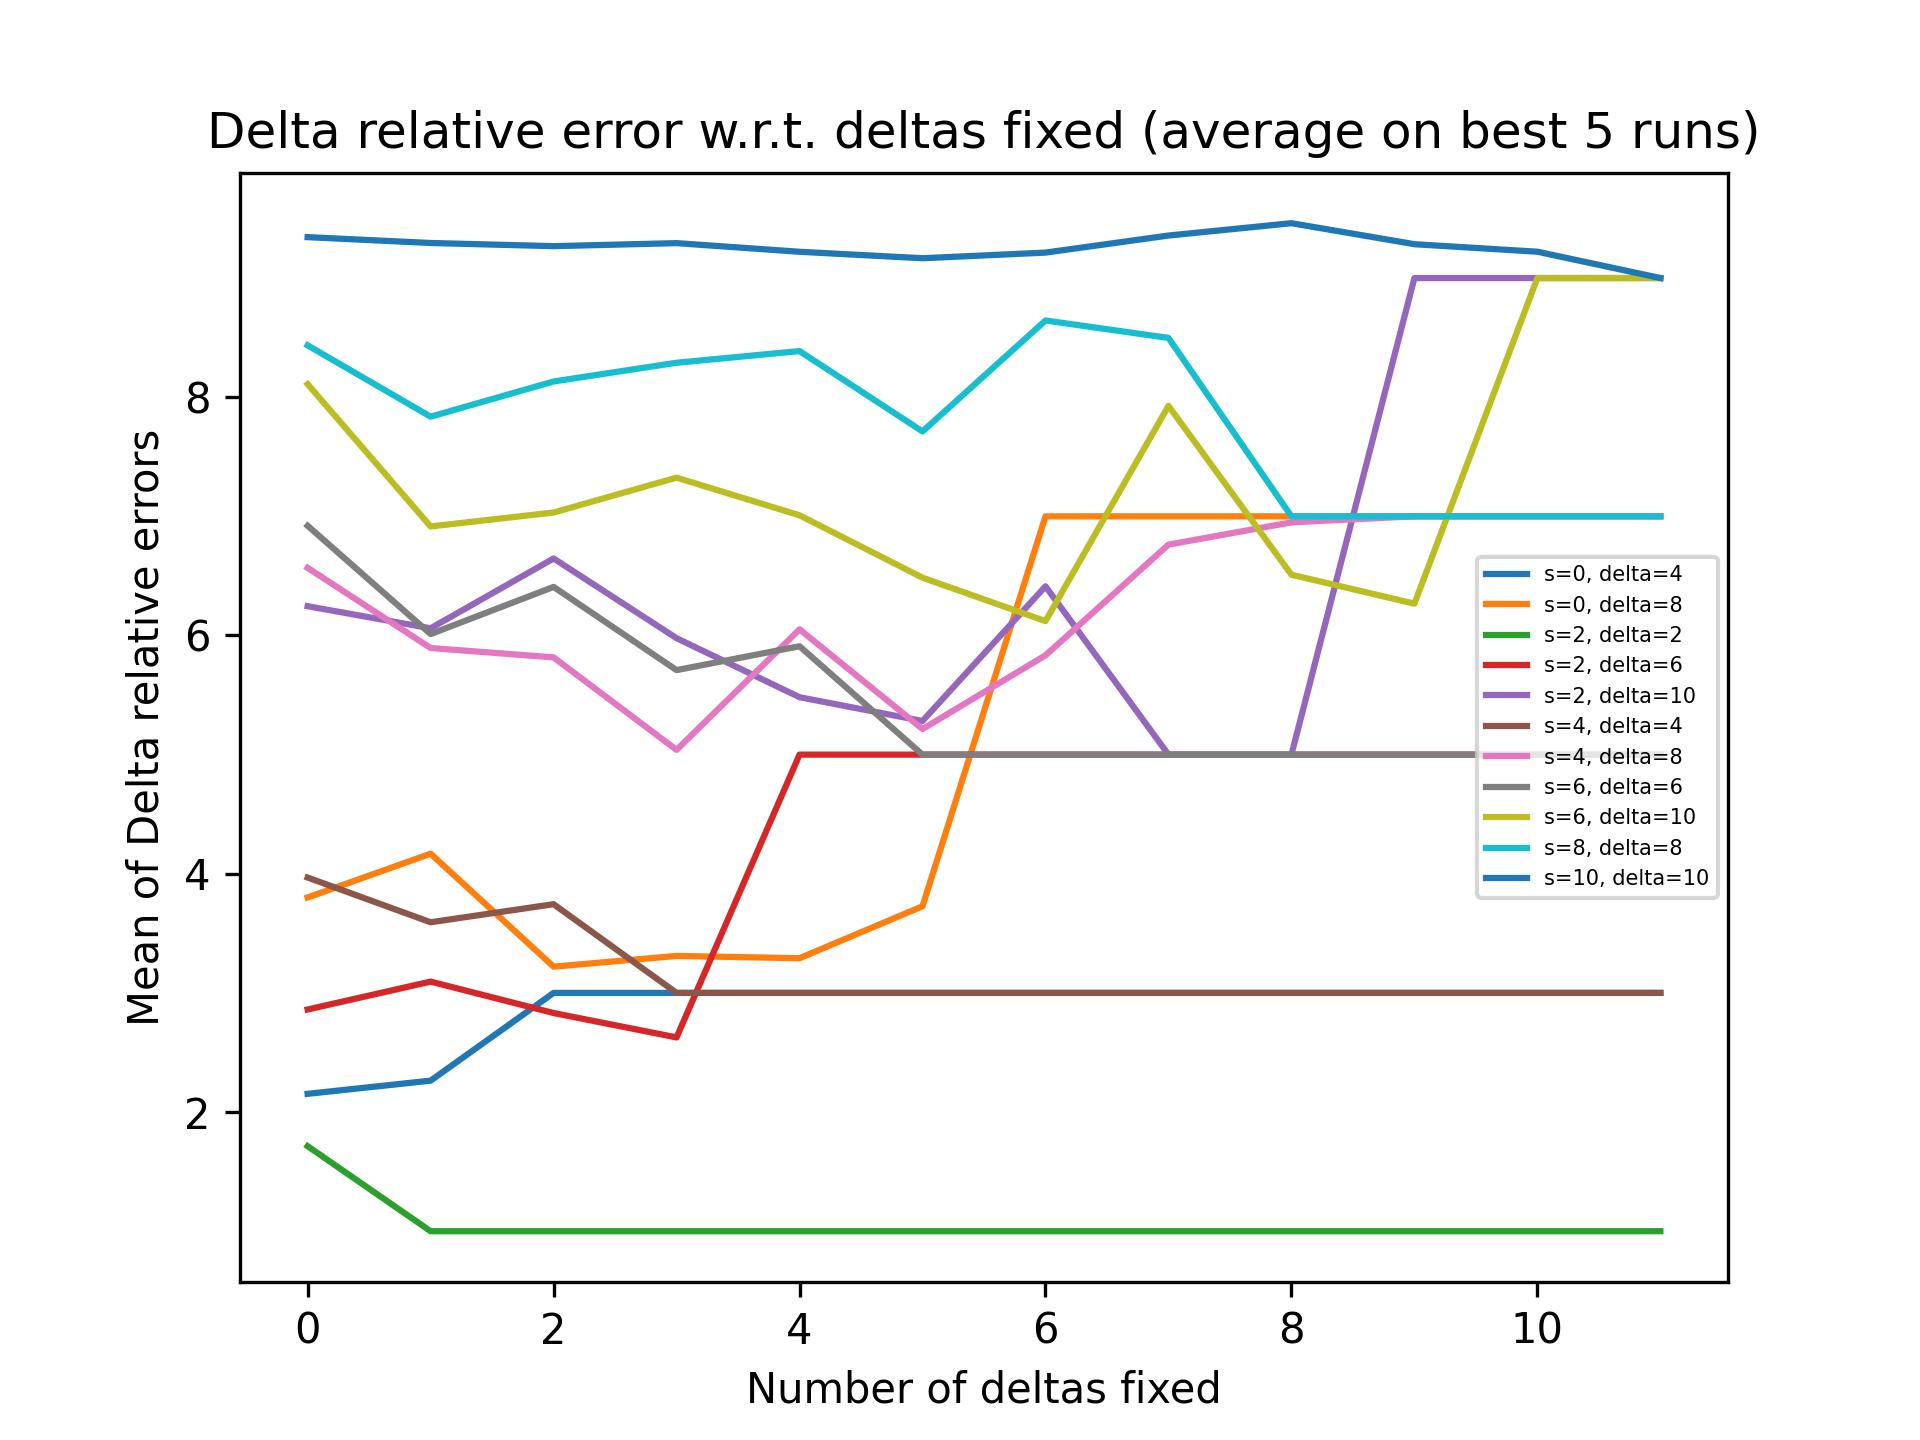 Delta relative error w.r.t. deltas fixed (average on best 5 runs)
Mean of Delta relative errors
8
6
4
2
s=0, delta=4
s=0, delta=8
s=2, delta=2
s=2, delta=6
s=2, delta=10
s=4, delta=4
s=4, delta=8
s=6, delta=6
s=6, delta=10
s=8, delta=8
s=10, delta=10
0 2 4 6 8 10
Number of deltas fixed